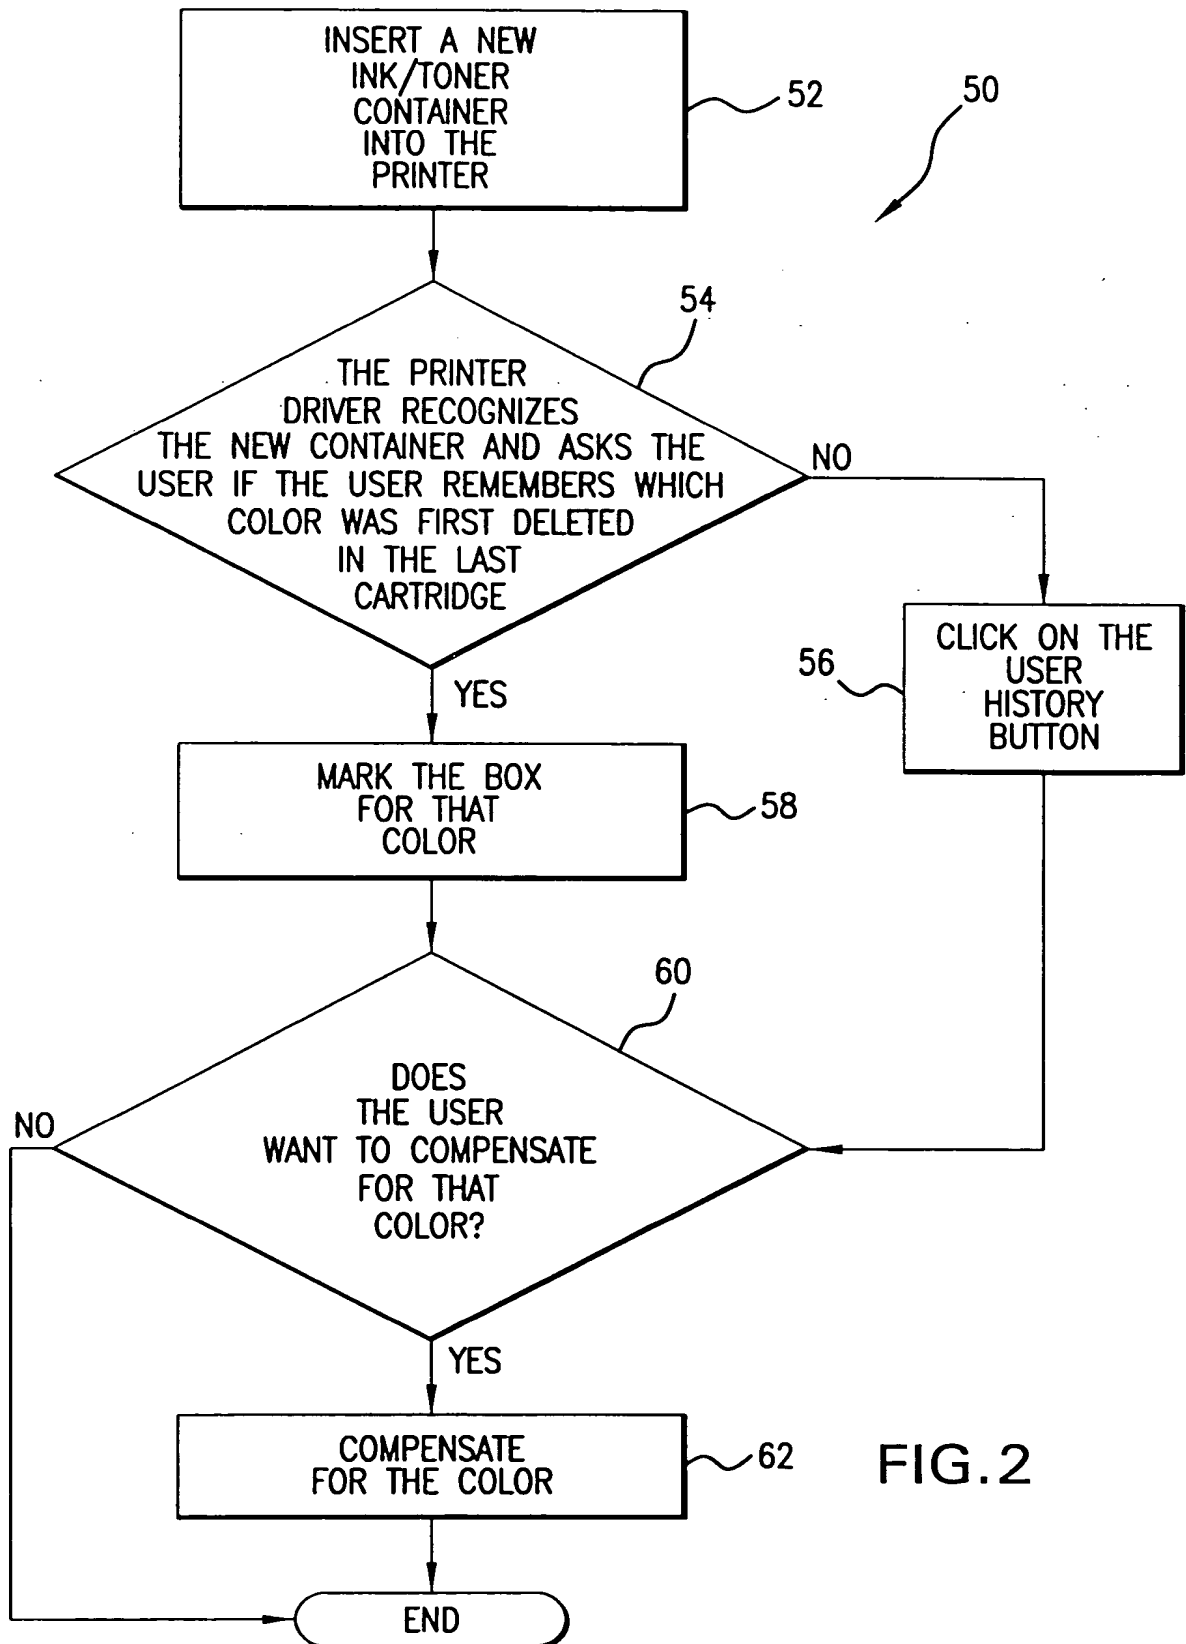 INSERT A NEW
INK/TONER
CONTAINER
INTO THE
PRINTER
52
50
54
THE PRINTER
DRIVER RECOGNIZES
THE NEW CONTAINER AND ASKS THE
USER IF THE USER REMEMBERS WHICH
COLOR WAS FIRST DELETED
IN THE LAST
CARTRIDGE
NO
YES
56
CLICK ON THE
USER
HISTORY
BUTTON
MARK THE BOX
FOR THAT
COLOR
58
60
DOES
THE USER
WANT TO COMPENSATE
FOR THAT
COLOR?
NO
YES
COMPENSATE
FOR THE COLOR
62
FIG.2
END